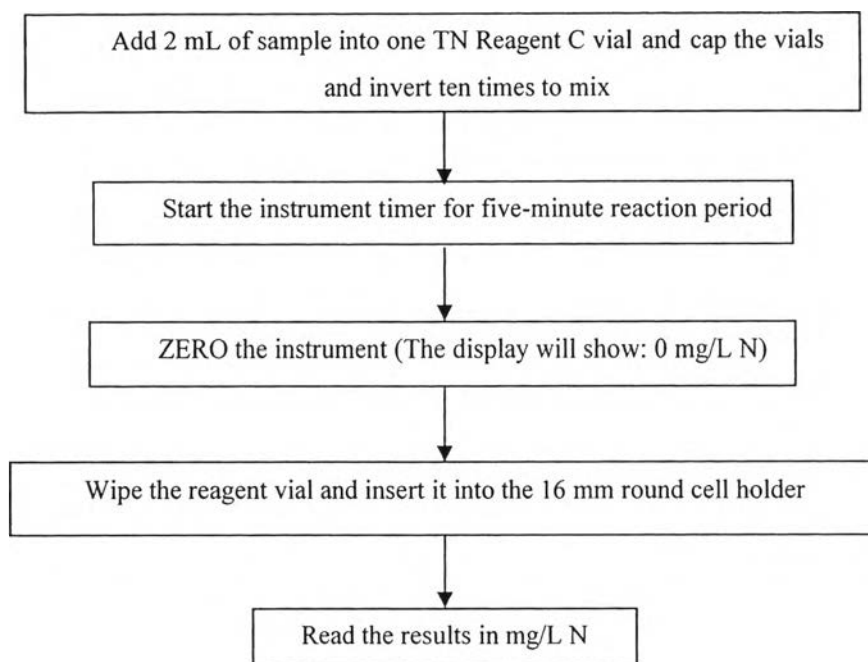 Add 2 mL of sample into one TN Reagent C vial and cap the vials
and invert ten times to mix
Start the instrument timer for five-minute reaction period
ZERO the instrument (The display will show: 0 mg/L N)
Wipe the reagent vial and insert it into the 16 mm round cell holder
Read the results in mg/L N